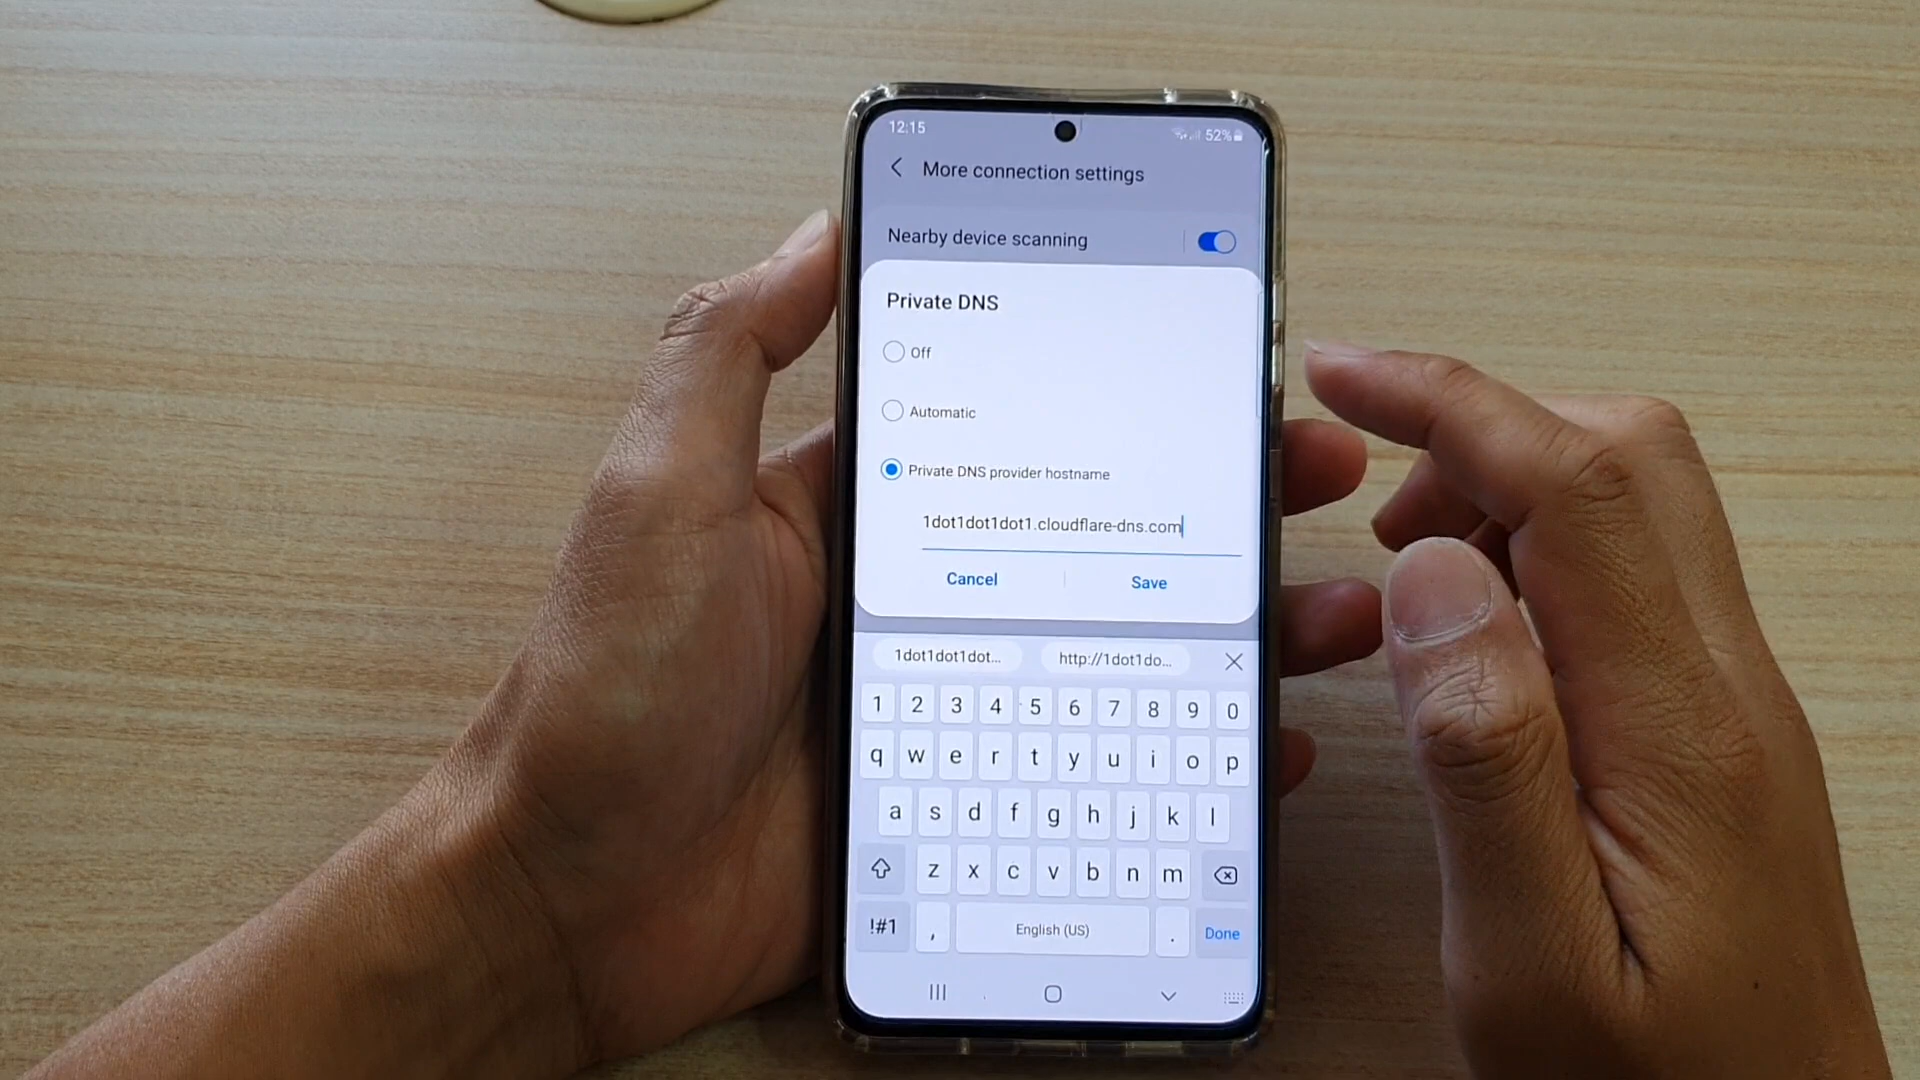 12:15 52%
More connection settings
Nearby device scanning
Private DNS
Off
Automatic
Private DNS provider hostname
1dot1dot1dot1.cloudflare-dns.com
Cancel Save
1dot1dot1dot... http://1dot1do...
1 2 3 4 5 6 7 8 9 0
q w e r t y u i o p
a s d f g h j k l
z x c v b n m
!#1 , English (US) . Done